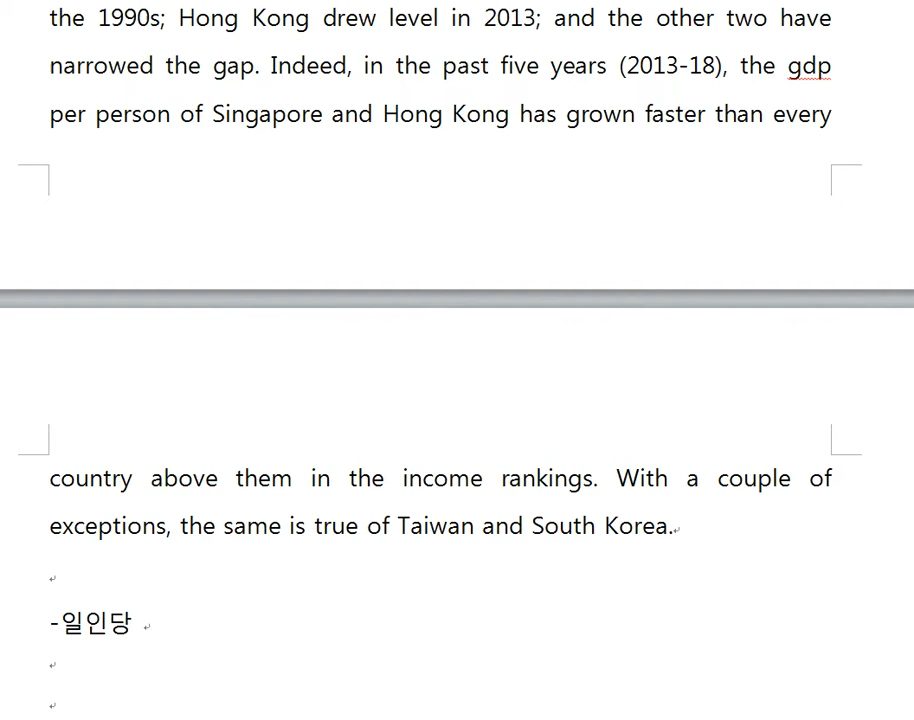 the 1990s; Hong Kong drew level in 2013; and the other two have
narrowed the gap. Indeed, in the past five years (2013-18), the gdp
per person of Singapore and Hong Kong has grown faster than every
country above them in the income rankings. With a couple of
exceptions, the same is true of Taiwan and South Korea.
-일인당